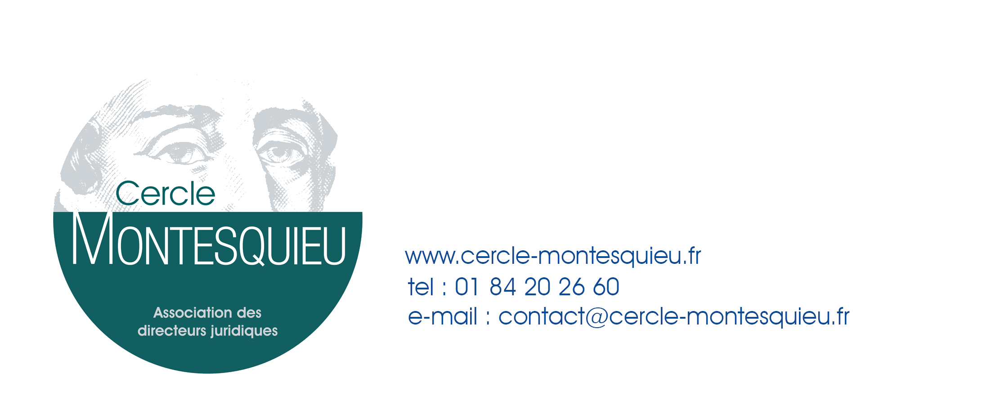 Cercle
MONTESQUIEU
Association des
directeurs juridiques
www.cercle-montesquieu.fr
tel : 01 84 20 26 60
e-mail : contact@cercle-montesquieu.fr